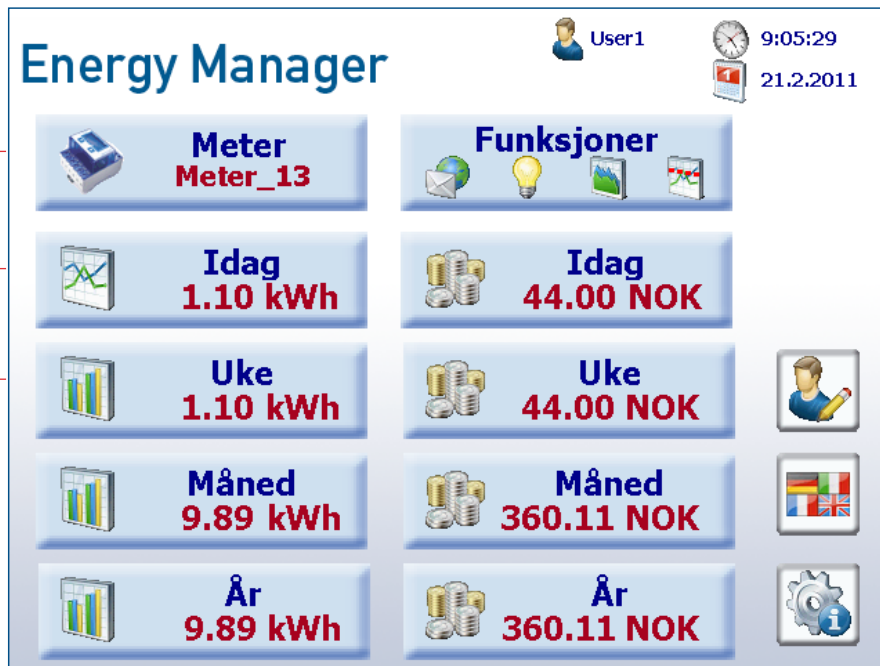 Energy Manager
User1
9:05:29
21.2.2011
Meter
Meter_13
Funksjoner
Idag
1.10 kWh
Idag
44.00 NOK
Uke
1.10 kWh
Uke
44.00 NOK
Måned
9.89 kWh
Måned
360.11 NOK
År
9.89 kWh
År
360.11 NOK